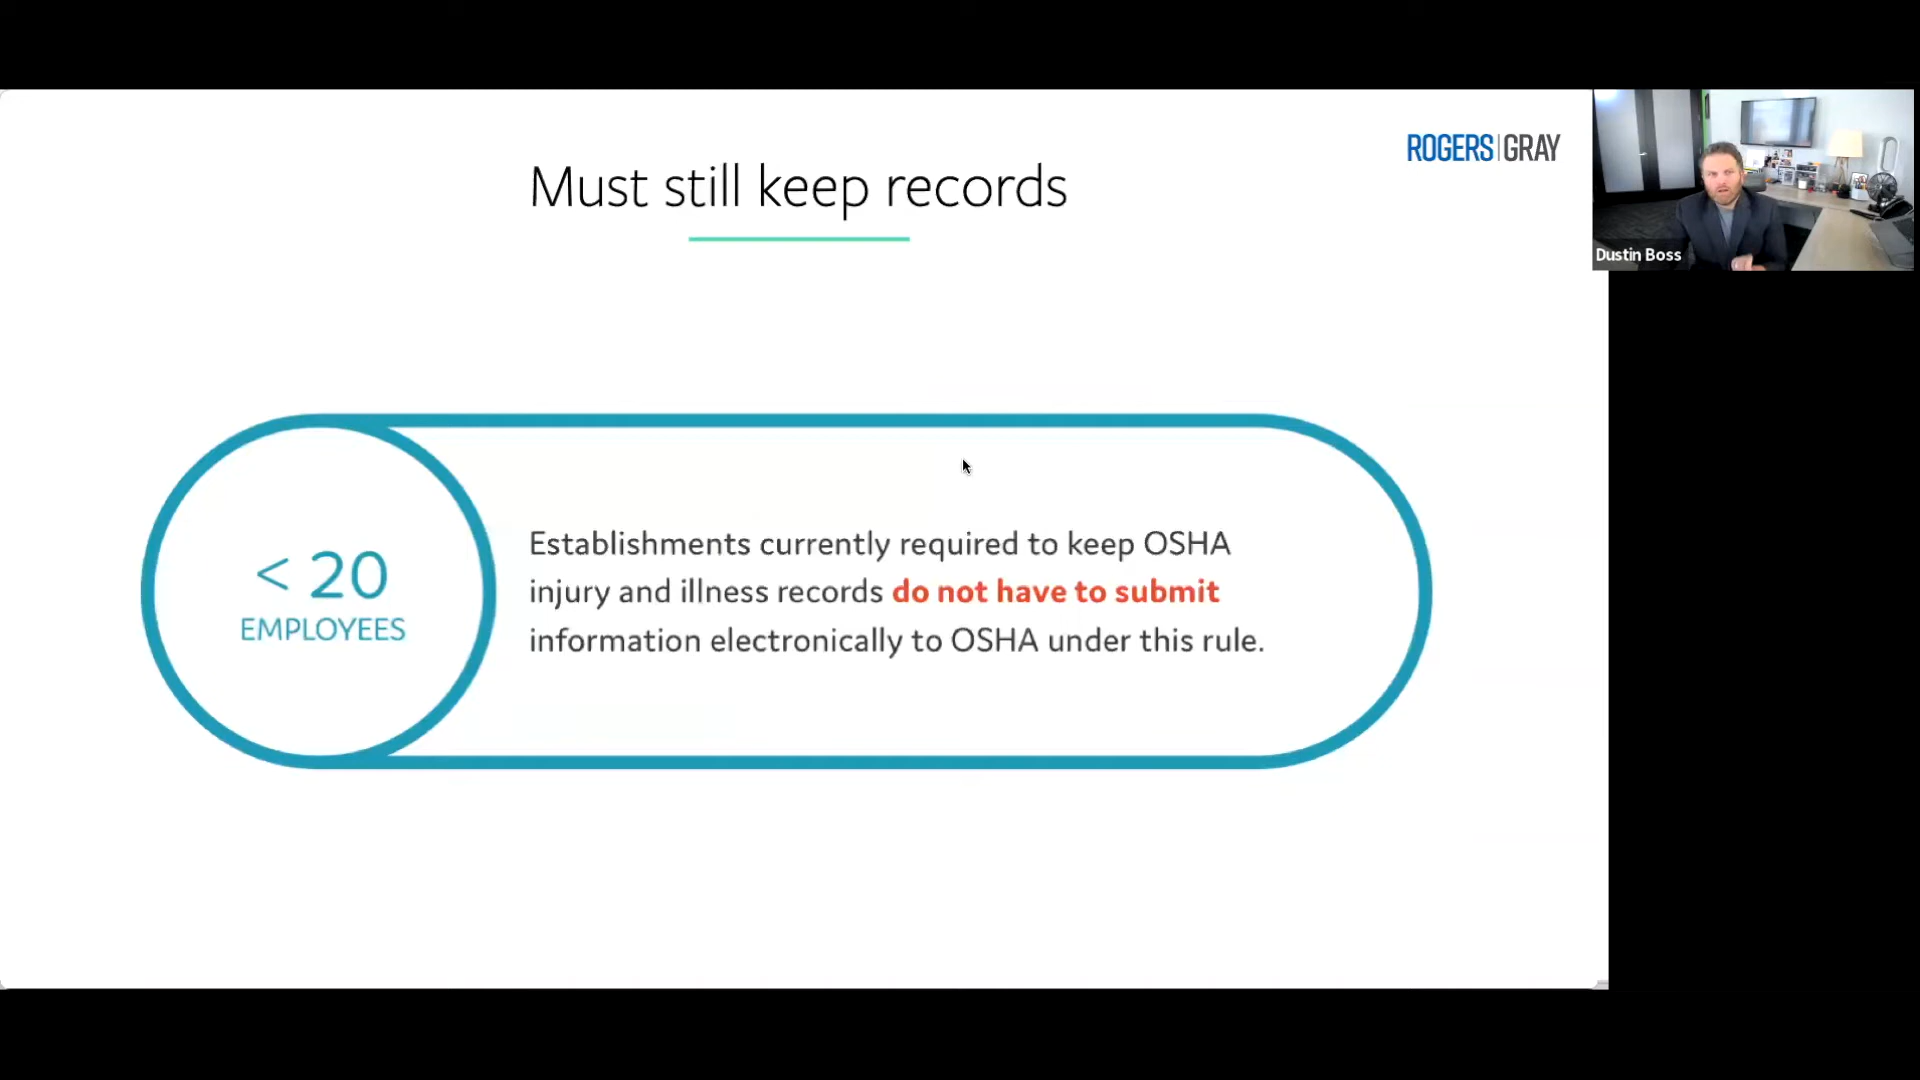 Must still keep records
ROGERS|GRAY
Dustin Boss
< 20
EMPLOYEES
Establishments currently required to keep OSHA
injury and illness records do not have to submit
information electronically to OSHA under this rule.